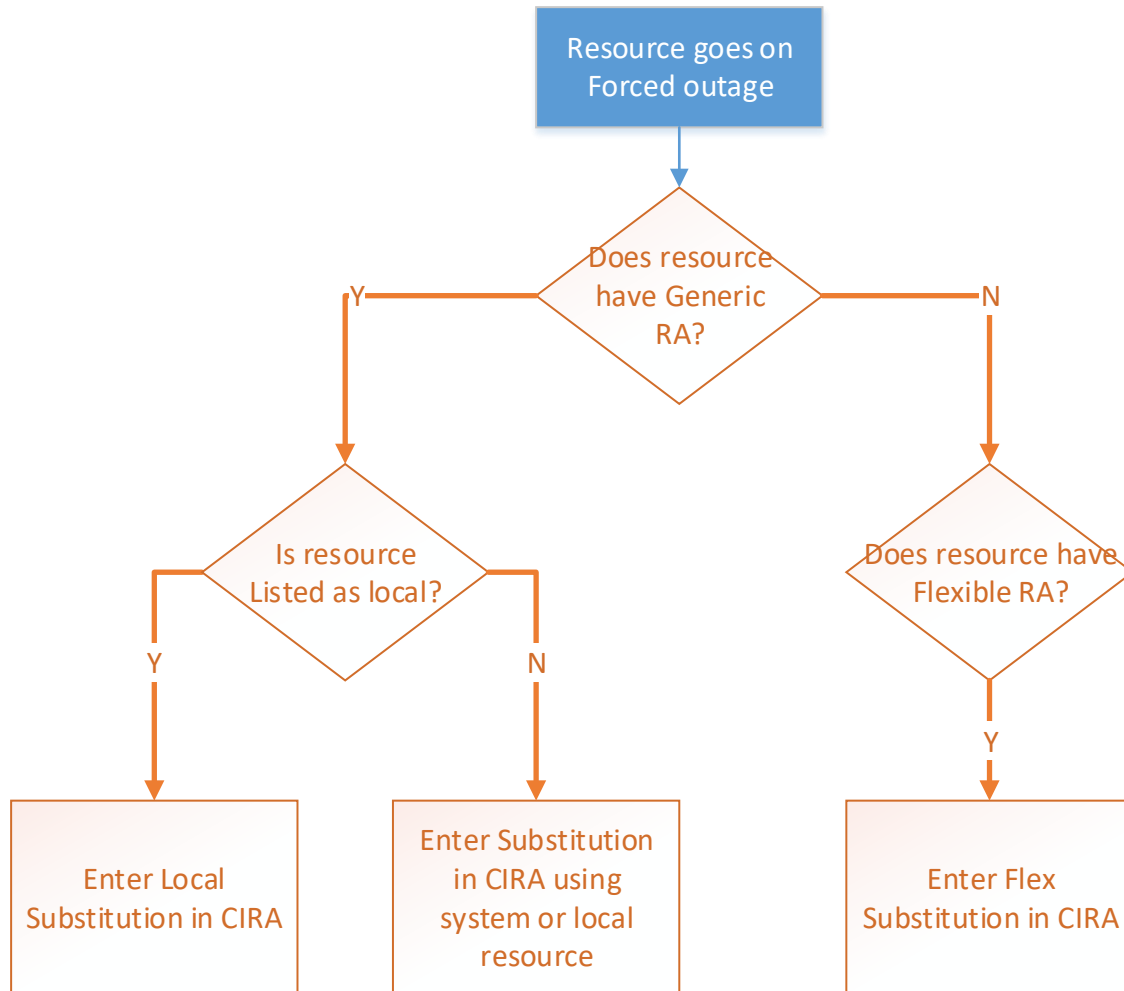 Resource goes on
Forced outage
Does resource
have Generic
RA?
Y
N
Is resource
Listed as local?
Does resource have
Flexible RA?
Y
N
Y
Enter Local
Substitution in CIRA
Enter Substitution
in CIRA using
system or local
resource
Enter Flex
Substitution in CIRA